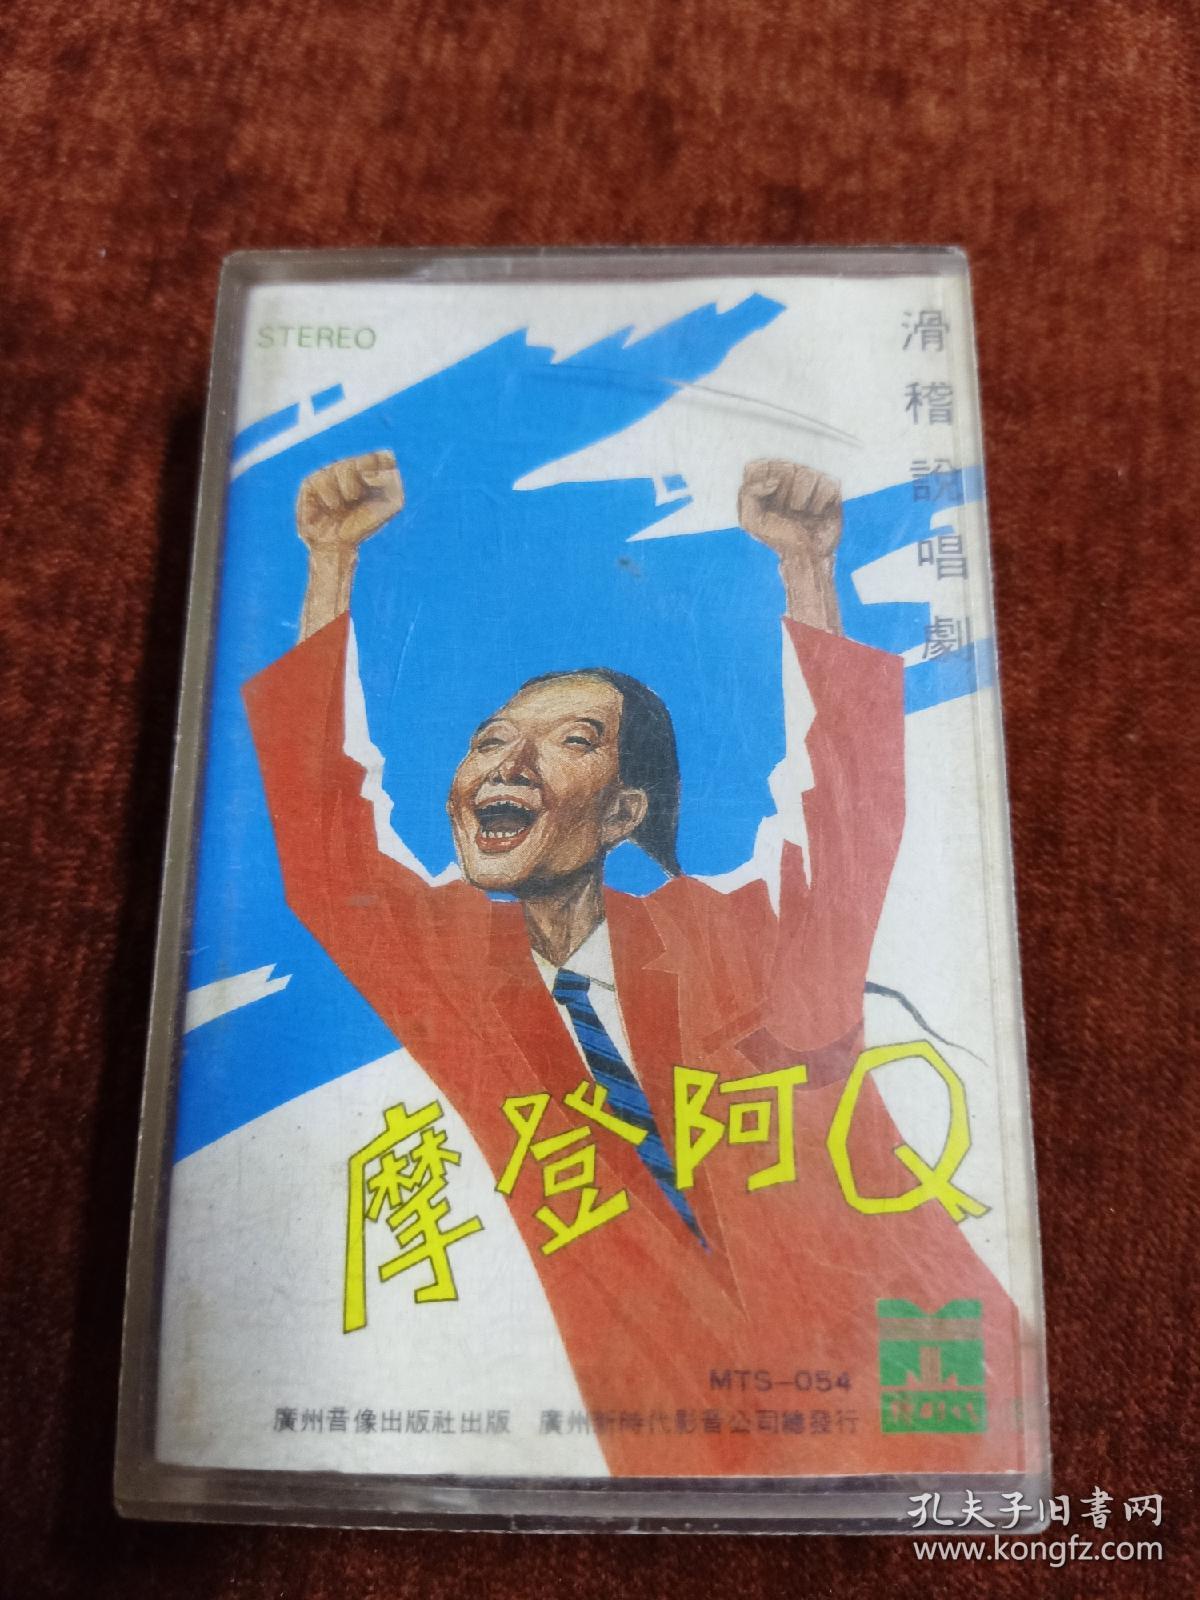 STEREO
滑稽說唱劇
摩登阿Q
MTS-054
廣州音像出版社出版 廣州新時代影音公司總發行
孔夫子旧書网
www.kongfz.com